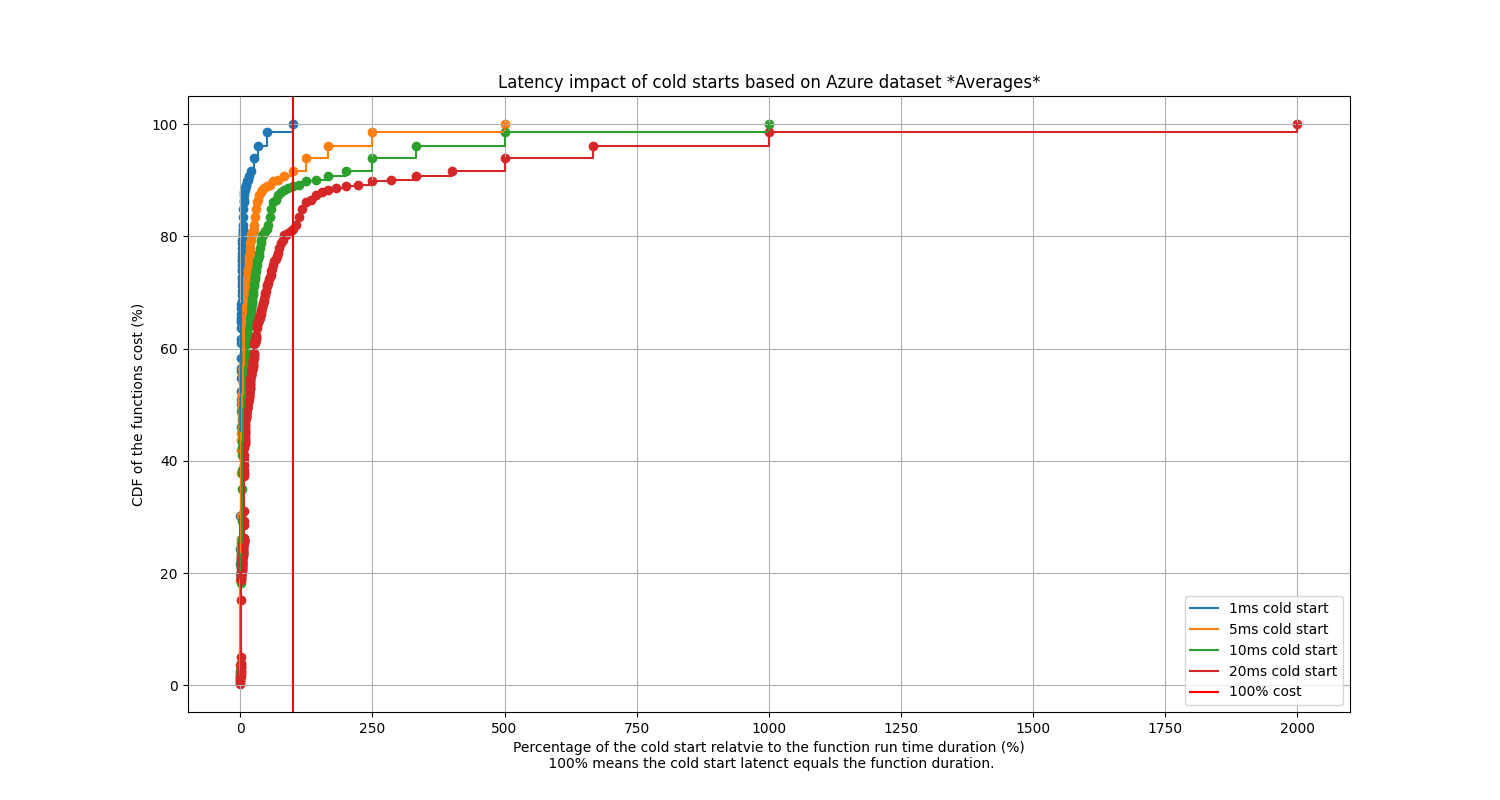 Latency impact of cold starts based on Azure dataset *Averages*
CDF of the functions cost (%)
100
80
60
40
20
0
0 250 500 750 1000 1250 1500 1750 2000
Percentage of the cold start relatvie to the function run time duration (%)
100% means the cold start latenct equals the function duration.
1ms cold start
5ms cold start
10ms cold start
20ms cold start
100% cost